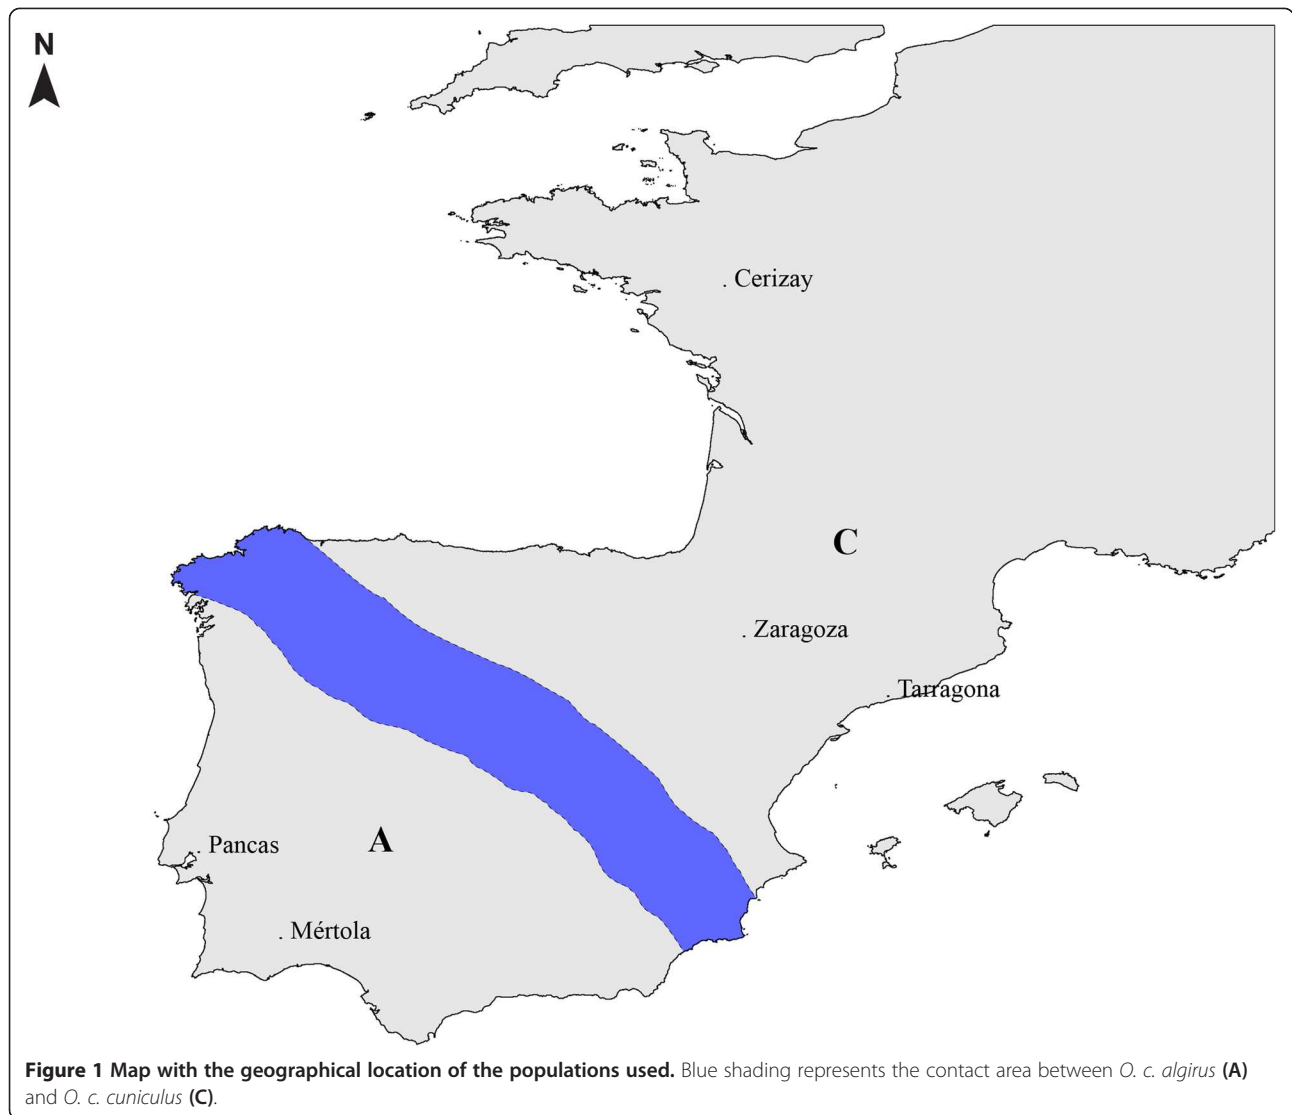 N
. Cerizay
C
. Zaragoza
. Tarragona
. Pancas
A
. Mértola
Figure 1 Map with the geographical location of the populations used. Blue shading represents the contact area between O. c. algirus (A)
and O. c. cuniculus (C).